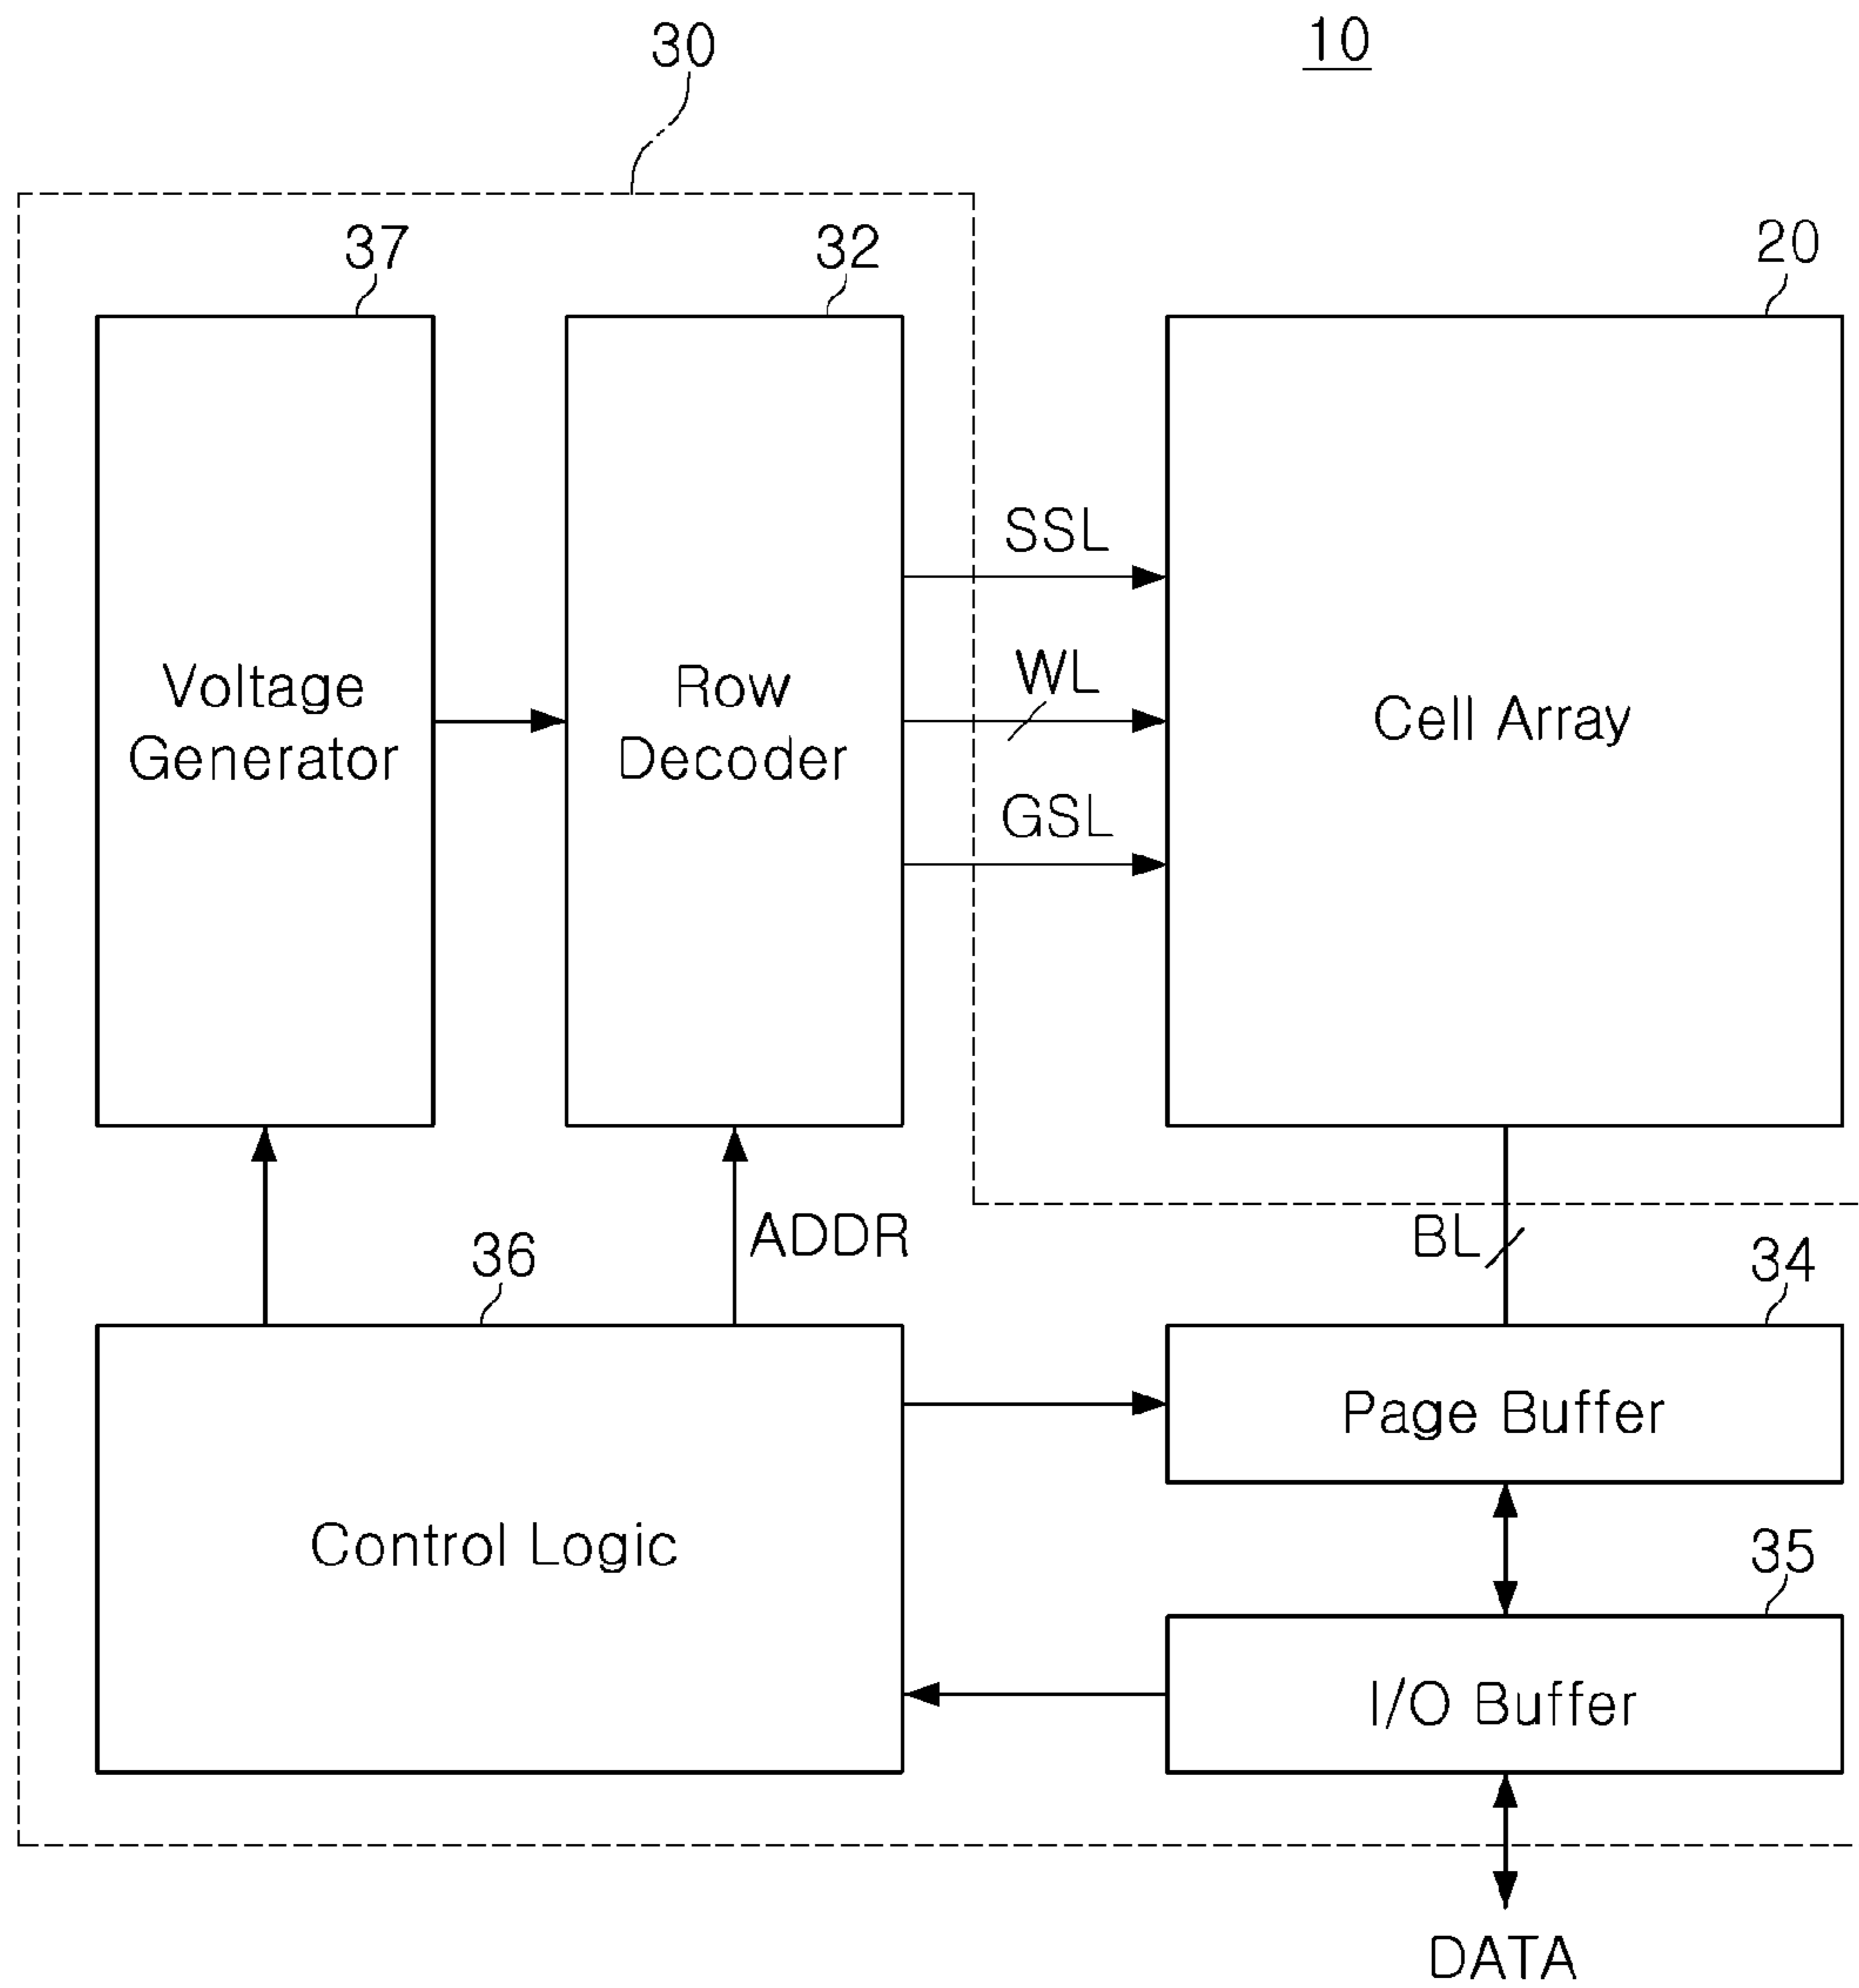 10
30
37
32
20
SSL
WL
GSL
Voltage
Generator
Row
Decoder
Cell Array
ADDR
BL
36
34
Page Buffer
Control Logic
35
I/O Buffer
DATA